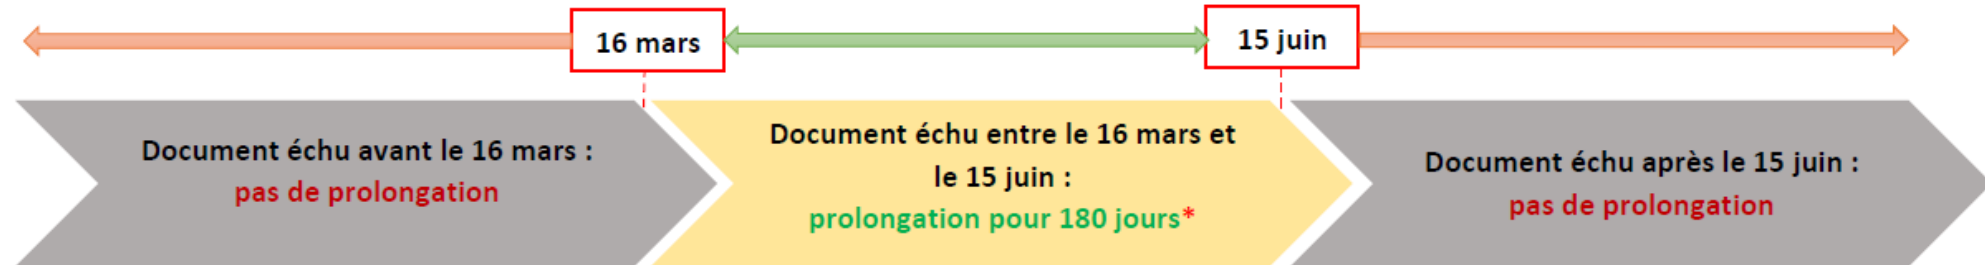 16 mars
15 juin
Document échu avant le 16 mars :
pas de prolongation
Document échu entre le 16 mars et
le 15 juin :
prolongation pour 180 jours*
Document échu après le 15 juin :
pas de prolongation